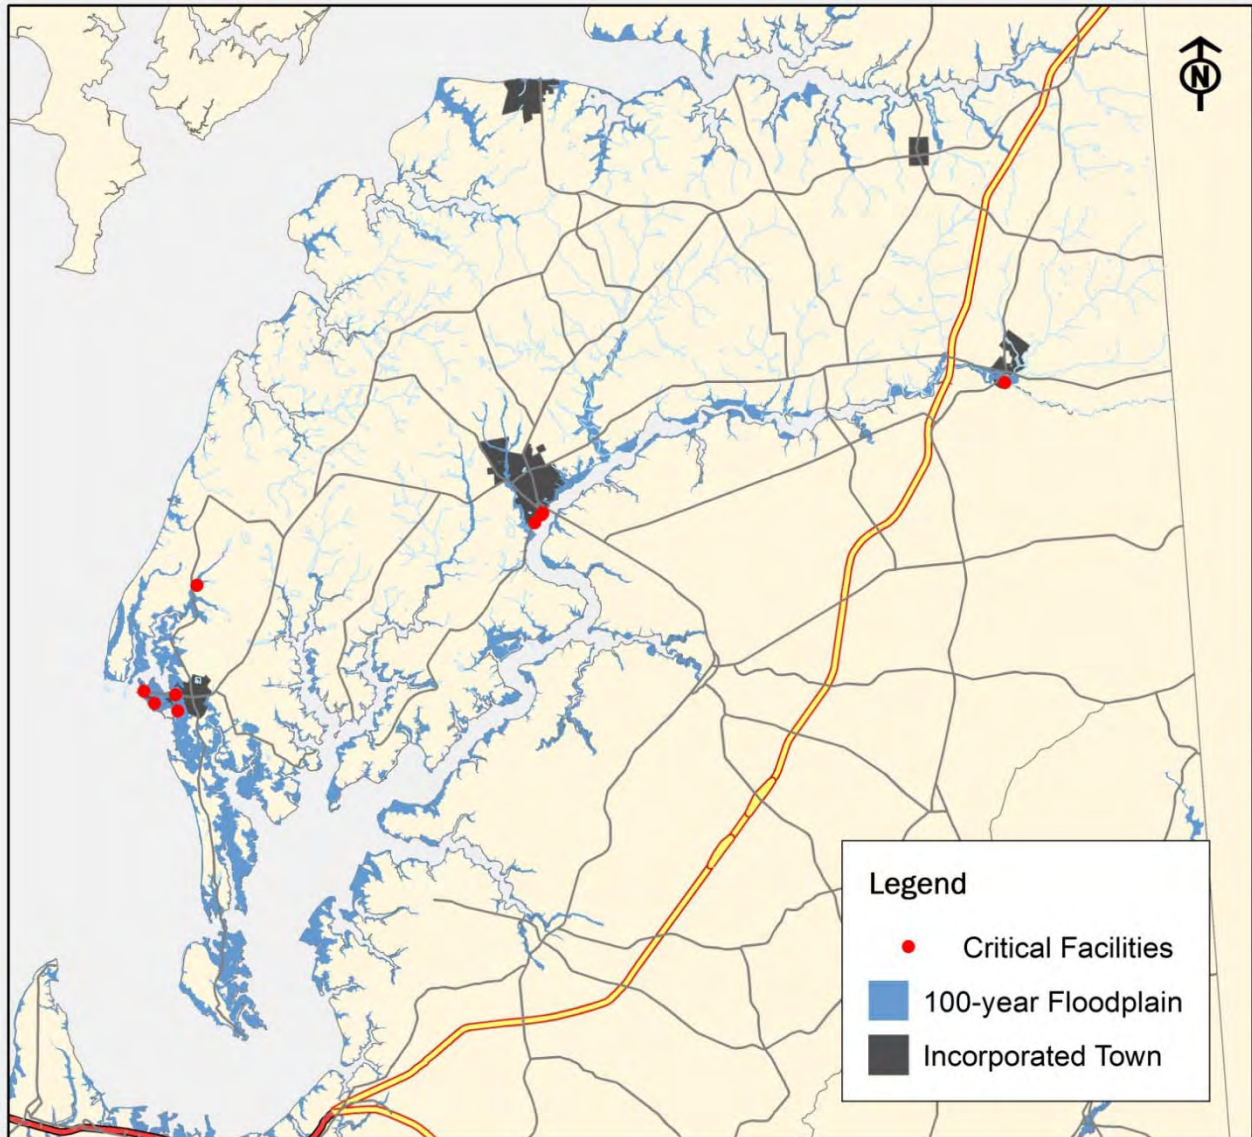 N
Legend
Critical Facilities
100-year Floodplain
Incorporated Town